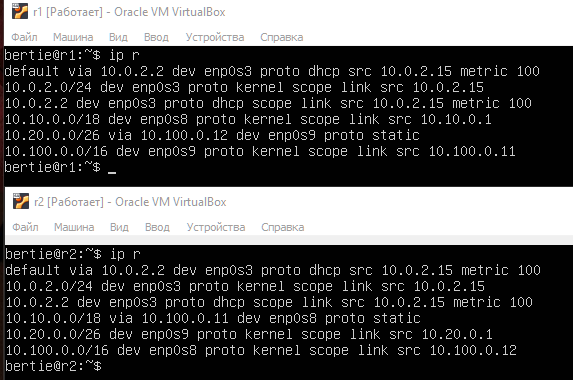 r1 [Работает] - Oracle VM VirtualBox
Файл Машина Вид Ввод Устройства Справка
bertie@r1:~$ ip r
default via 10.0.2.2 dev enp0s3 proto dhcp src 10.0.2.15 metric 100
10.0.2.0/24 dev enp0s3 proto kernel scope link src 10.0.2.15
10.0.2.2 dev enp0s3 proto dhcp scope link src 10.0.2.15 metric 100
10.10.0.0/18 dev enp0s8 proto kernel scope link src 10.10.0.1
10.20.0.0/26 via 10.100.0.12 dev enp0s9 proto static
10.100.0.0/16 dev enp0s9 proto kernel scope link src 10.100.0.11
bertie@r1:~$ _
r2 [Работает] - Oracle VM VirtualBox
Файл Машина Вид Ввод Устройства Справка
bertie@r2:~$ ip r
default via 10.0.2.2 dev enp0s3 proto dhcp src 10.0.2.15 metric 100
10.0.2.0/24 dev enp0s3 proto kernel scope link src 10.0.2.15
10.0.2.2 dev enp0s3 proto dhcp scope link src 10.0.2.15 metric 100
10.10.0.0/18 via 10.100.0.11 dev enp0s8 proto static
10.20.0.0/26 dev enp0s9 proto kernel scope link src 10.20.0.1
10.100.0.0/16 dev enp0s8 proto kernel scope link src 10.100.0.12
bertie@r2:~$